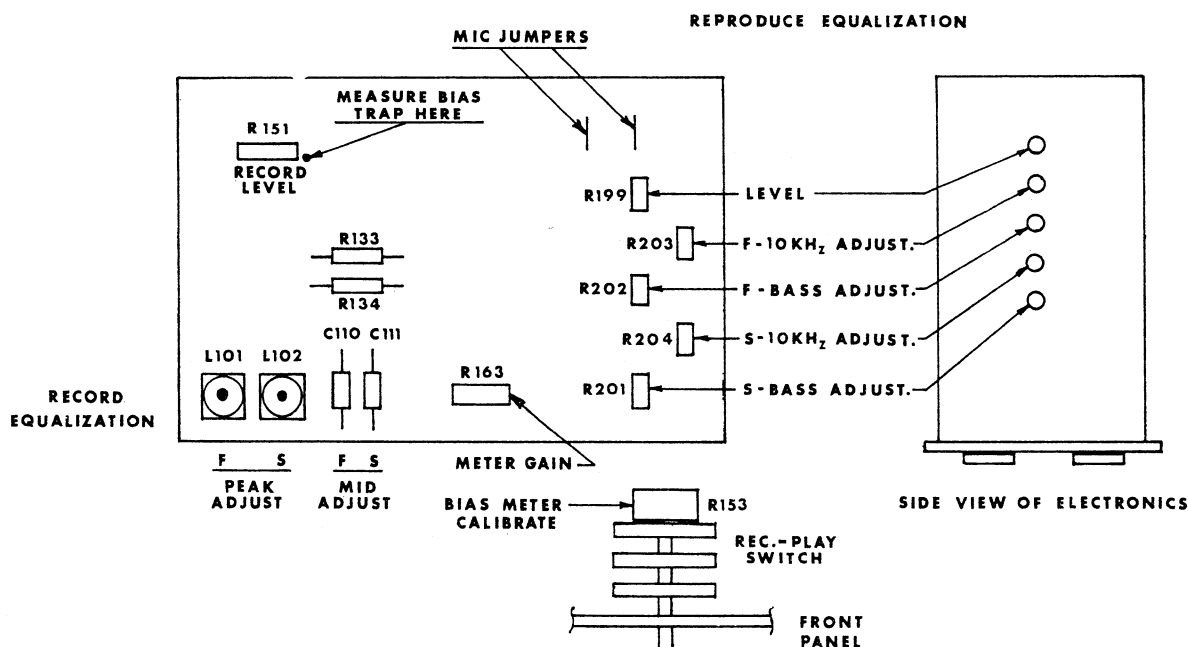 REPRODUCE EQUALIZATION
MIC JUMPERS
MEASURE BIAS
TRAP HERE
R 151
RECORD
LEVEL
R199
LEVEL
R133
R203
F-10KHz ADJUST.
R134
R202
F-BASS ADJUST.
C110 C111
R204
S-10KHz ADJUST.
L101 L102
R163
R201
S-BASS ADJUST.
RECORD
EQUALIZATION
F S
PEAK
ADJUST
F S
MID
ADJUST
METER GAIN
BIAS METER
CALIBRATE
R153
SIDE VIEW OF ELECTRONICS
REC.-PLAY
SWITCH
FRONT
PANEL